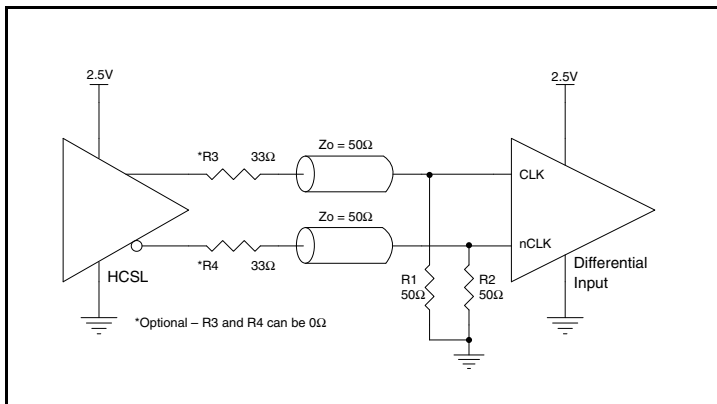 2.5V
2.5V
*R3 33Ω
Zo = 50Ω
CLK
Zo = 50Ω
nCLK
*R4 33Ω
HCSL
R1
50Ω
R2
50Ω
Differential
Input
*Optional – R3 and R4 can be 0Ω